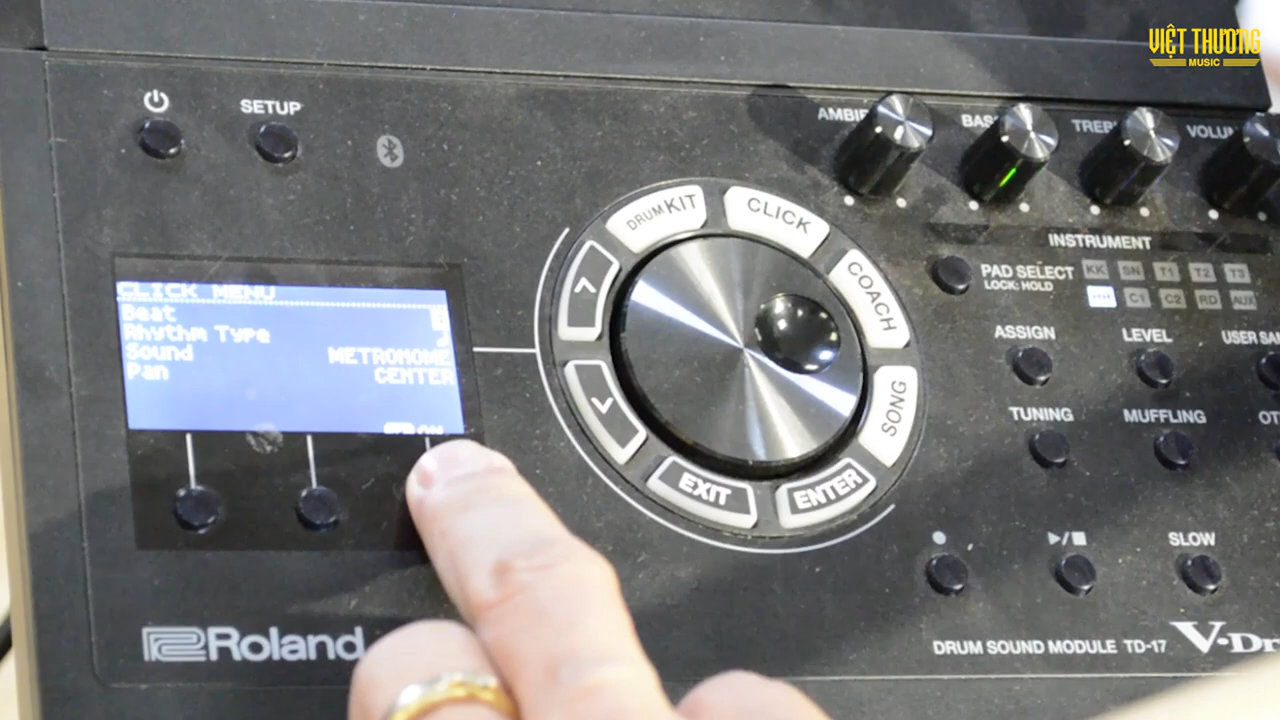 VIỆT THƯƠNG
MUSIC
SETUP
BASS
INSTRUMENT
PAD SELECT
LOCK: HOLD
KK SN T1 T2 T3
C1 C2 RD AUX
DRUM KIT
CLICK
COACH
SONG
ENTER
EXIT
CLICK MENU
Beat
Rhythm Type
Sound METRONOME
Pan CENTER
ON
ASSIGN LEVEL
TUNING MUFFLING
SLOW
Roland
DRUM SOUND MODULE TD-17